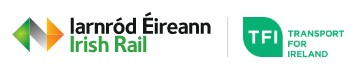 Iarnród Éireann
Irish Rail
TFI
TRANSPORT
FOR
IRELAND